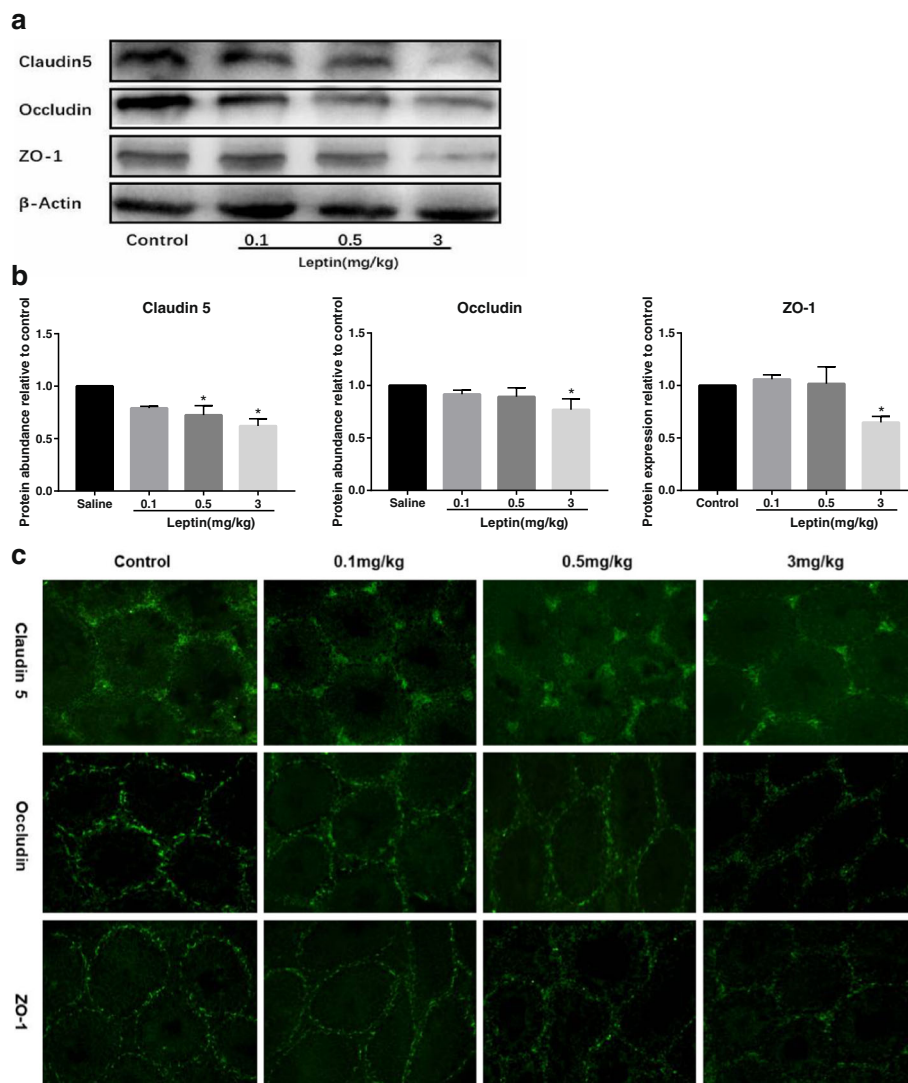 a
Claudin5
Occludin
ZO-1
β-Actin
Control 0.1 0.5 3
Leptin(mg/kg)
b
Claudin 5
Protein abundance relative to control
1.5
1.0
0.5
0.0
* *
Saline 0.1 0.5 3
Leptin(mg/kg)
Occludin
Protein abundance relative to control
1.5
1.0
0.5
0.0
*
Saline 0.1 0.5 3
Leptin(mg/kg)
ZO-1
Protein expression relative to control
1.5
1.0
0.5
0.0
*
Control 0.1 0.5 3
Leptin(mg/kg)
c
Control 0.1mg/kg 0.5mg/kg 3mg/kg
Claudin 5
Occludin
ZO-1